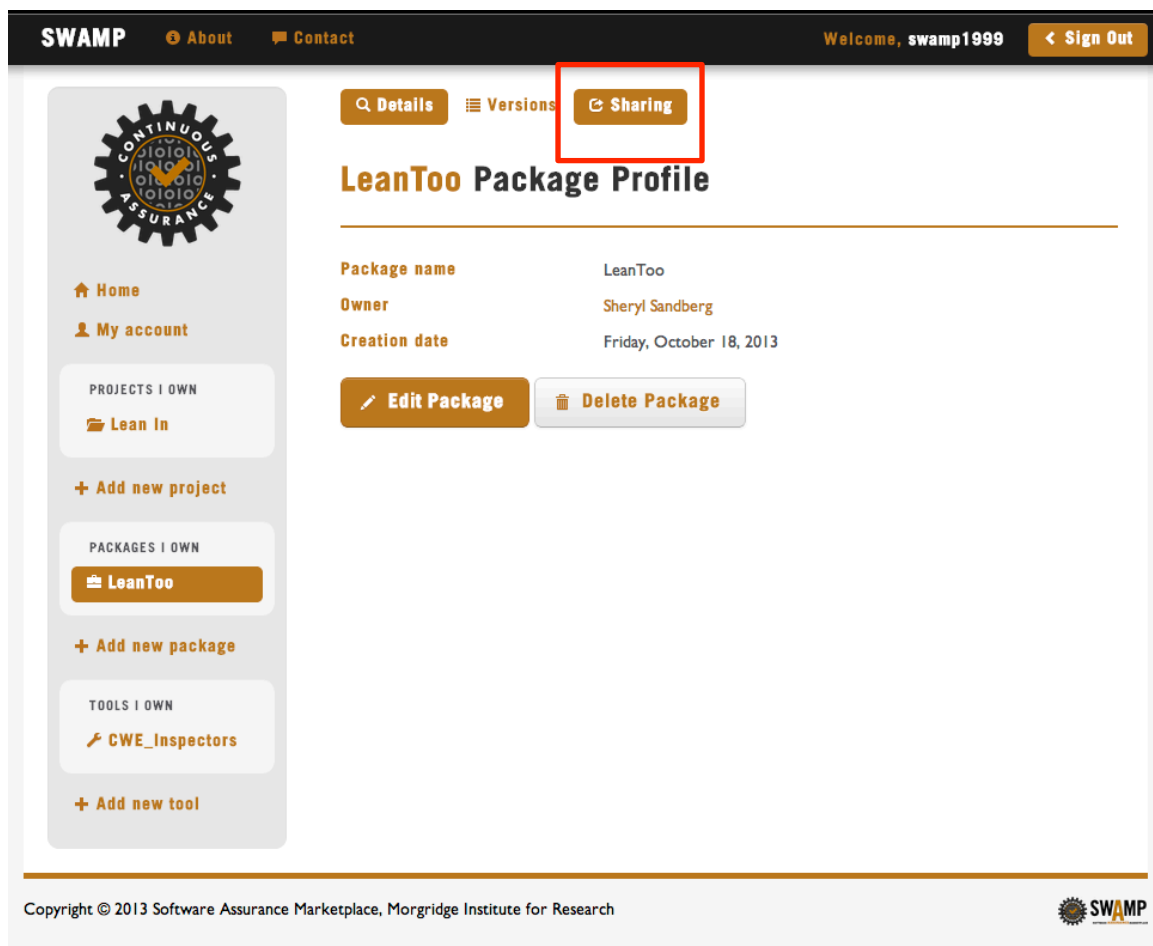 SWAMP About Contact Welcome, swamp1999 Sign Out
Details Versions Sharing
CONTINUOUS
ASSURANCE
LeanToo Package Profile
Package name LeanToo
Owner Sheryl Sandberg
Creation date Friday, October 18, 2013
Edit Package Delete Package
Home
My account
PROJECTS I OWN
Lean In
+ Add new project
PACKAGES I OWN
LeanToo
+ Add new package
TOOLS I OWN
CWE_Inspectors
+ Add new tool
Copyright © 2013 Software Assurance Marketplace, Morgridge Institute for Research SWAMP